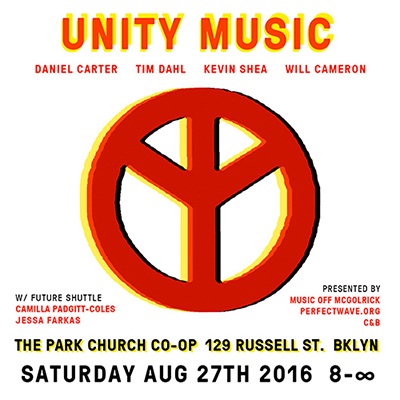 UNITY MUSIC
DANIEL CARTER TIM DAHL KEVIN SHEA WILL CAMERON
W/ FUTURE SHUTTLE
CAMILLA PADGITT-COLES
JESSA FARKAS
PRESENTED BY
MUSIC OFF MCGOLRICK
PERFECTWAVE.ORG
C&B
THE PARK CHURCH CO-OP 129 RUSSELL ST. BKLYN
SATURDAY AUG 27TH 2016 8-∞